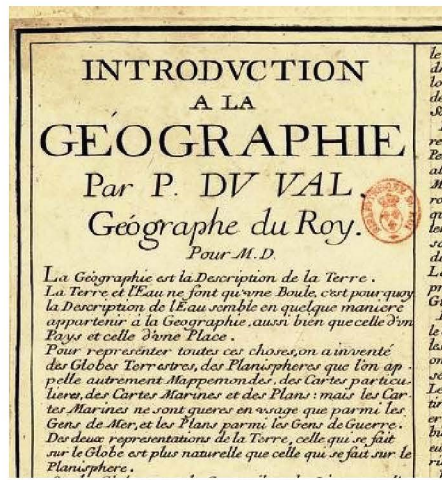 INTRODVCTION
A LA
GÉOGRAPHIE
Par P. DV VAL.
Géographe du Roy.
Pour M.D.
La Géographie est la Description de la Terre.
La Terre et l'Eau ne font qu'vne Boule, c'est pourquoy
la Description de l'Eau semble en quelque maniere
appartenir à la Geographie, aussi bien que celle d'vn
Pays et celle d'vne Place.
Pour representer toutes ces choses, on a inventé
des Globes Terrestres, des Planispheres que l'on ap-
pelle autrement Mappemondes, des Cartes particu-
lieres, des Cartes Marines et des Plans: mais les Car-
tes Marines ne sont gueres en vsage que parmi les
Gens de Mer, et les Plans parmi les Gens de Guerre.
Des deux representations de la Terre, celle qui se fait
sur le Globe est plus naturelle que celle qui se fait sur le
Planisphere.